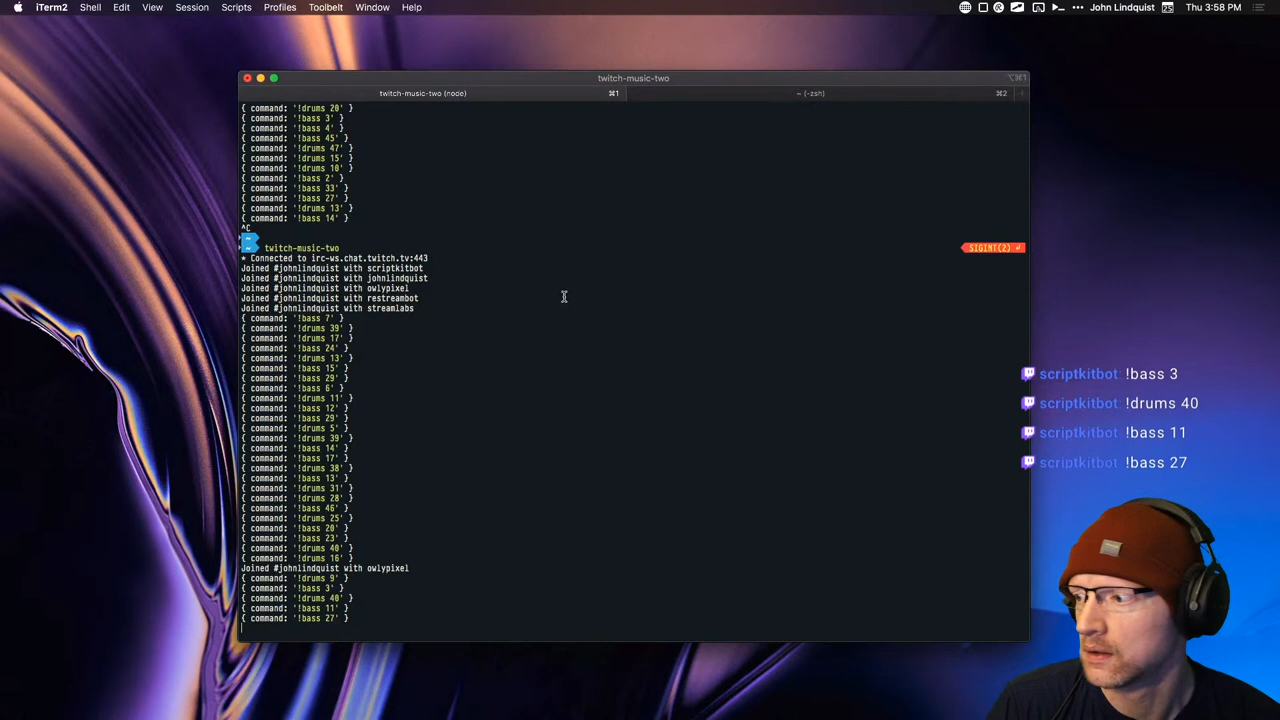 iTerm2 Shell Edit View Session Scripts Profiles Toolbelt Window Help John Lindquist Thu 3:58 PM
twitch-music-two ⌥⌘1
twitch-music-two (node) ⌘1 ~ (-zsh) ⌘2
{ command: '!drums 20' }
{ command: '!bass 3' }
{ command: '!bass 4' }
{ command: '!bass 45' }
{ command: '!drums 47' }
{ command: '!drums 15' }
{ command: '!drums 10' }
{ command: '!bass 2' }
{ command: '!bass 33' }
{ command: '!bass 27' }
{ command: '!drums 13' }
{ command: '!bass 14' }
^C
~
~ twitch-music-two SIGINT(2) ↲
* Connected to irc-ws.chat.twitch.tv:443
Joined #johnlindquist with scriptkitbot
Joined #johnlindquist with johnlindquist
Joined #johnlindquist with owlypixel
Joined #johnlindquist with restreambot
Joined #johnlindquist with streamlabs
{ command: '!bass 7' }
{ command: '!drums 39' }
{ command: '!drums 17' }
{ command: '!bass 24' }
{ command: '!drums 13' }
{ command: '!bass 15' }
{ command: '!bass 29' }
{ command: '!bass 6' }
{ command: '!drums 11' }
{ command: '!bass 12' }
{ command: '!bass 29' }
{ command: '!drums 5' }
{ command: '!drums 39' }
{ command: '!bass 14' }
{ command: '!bass 17' }
{ command: '!drums 38' }
{ command: '!bass 13' }
{ command: '!drums 31' }
{ command: '!drums 28' }
{ command: '!bass 46' }
{ command: '!drums 25' }
{ command: '!bass 20' }
{ command: '!bass 23' }
{ command: '!drums 40' }
{ command: '!drums 16' }
Joined #johnlindquist with owlypixel
{ command: '!drums 9' }
{ command: '!bass 3' }
{ command: '!drums 40' }
{ command: '!bass 11' }
{ command: '!bass 27' }
scriptkitbot !bass 3
scriptkitbot !drums 40
scriptkitbot !bass 11
scriptkitbot !bass 27